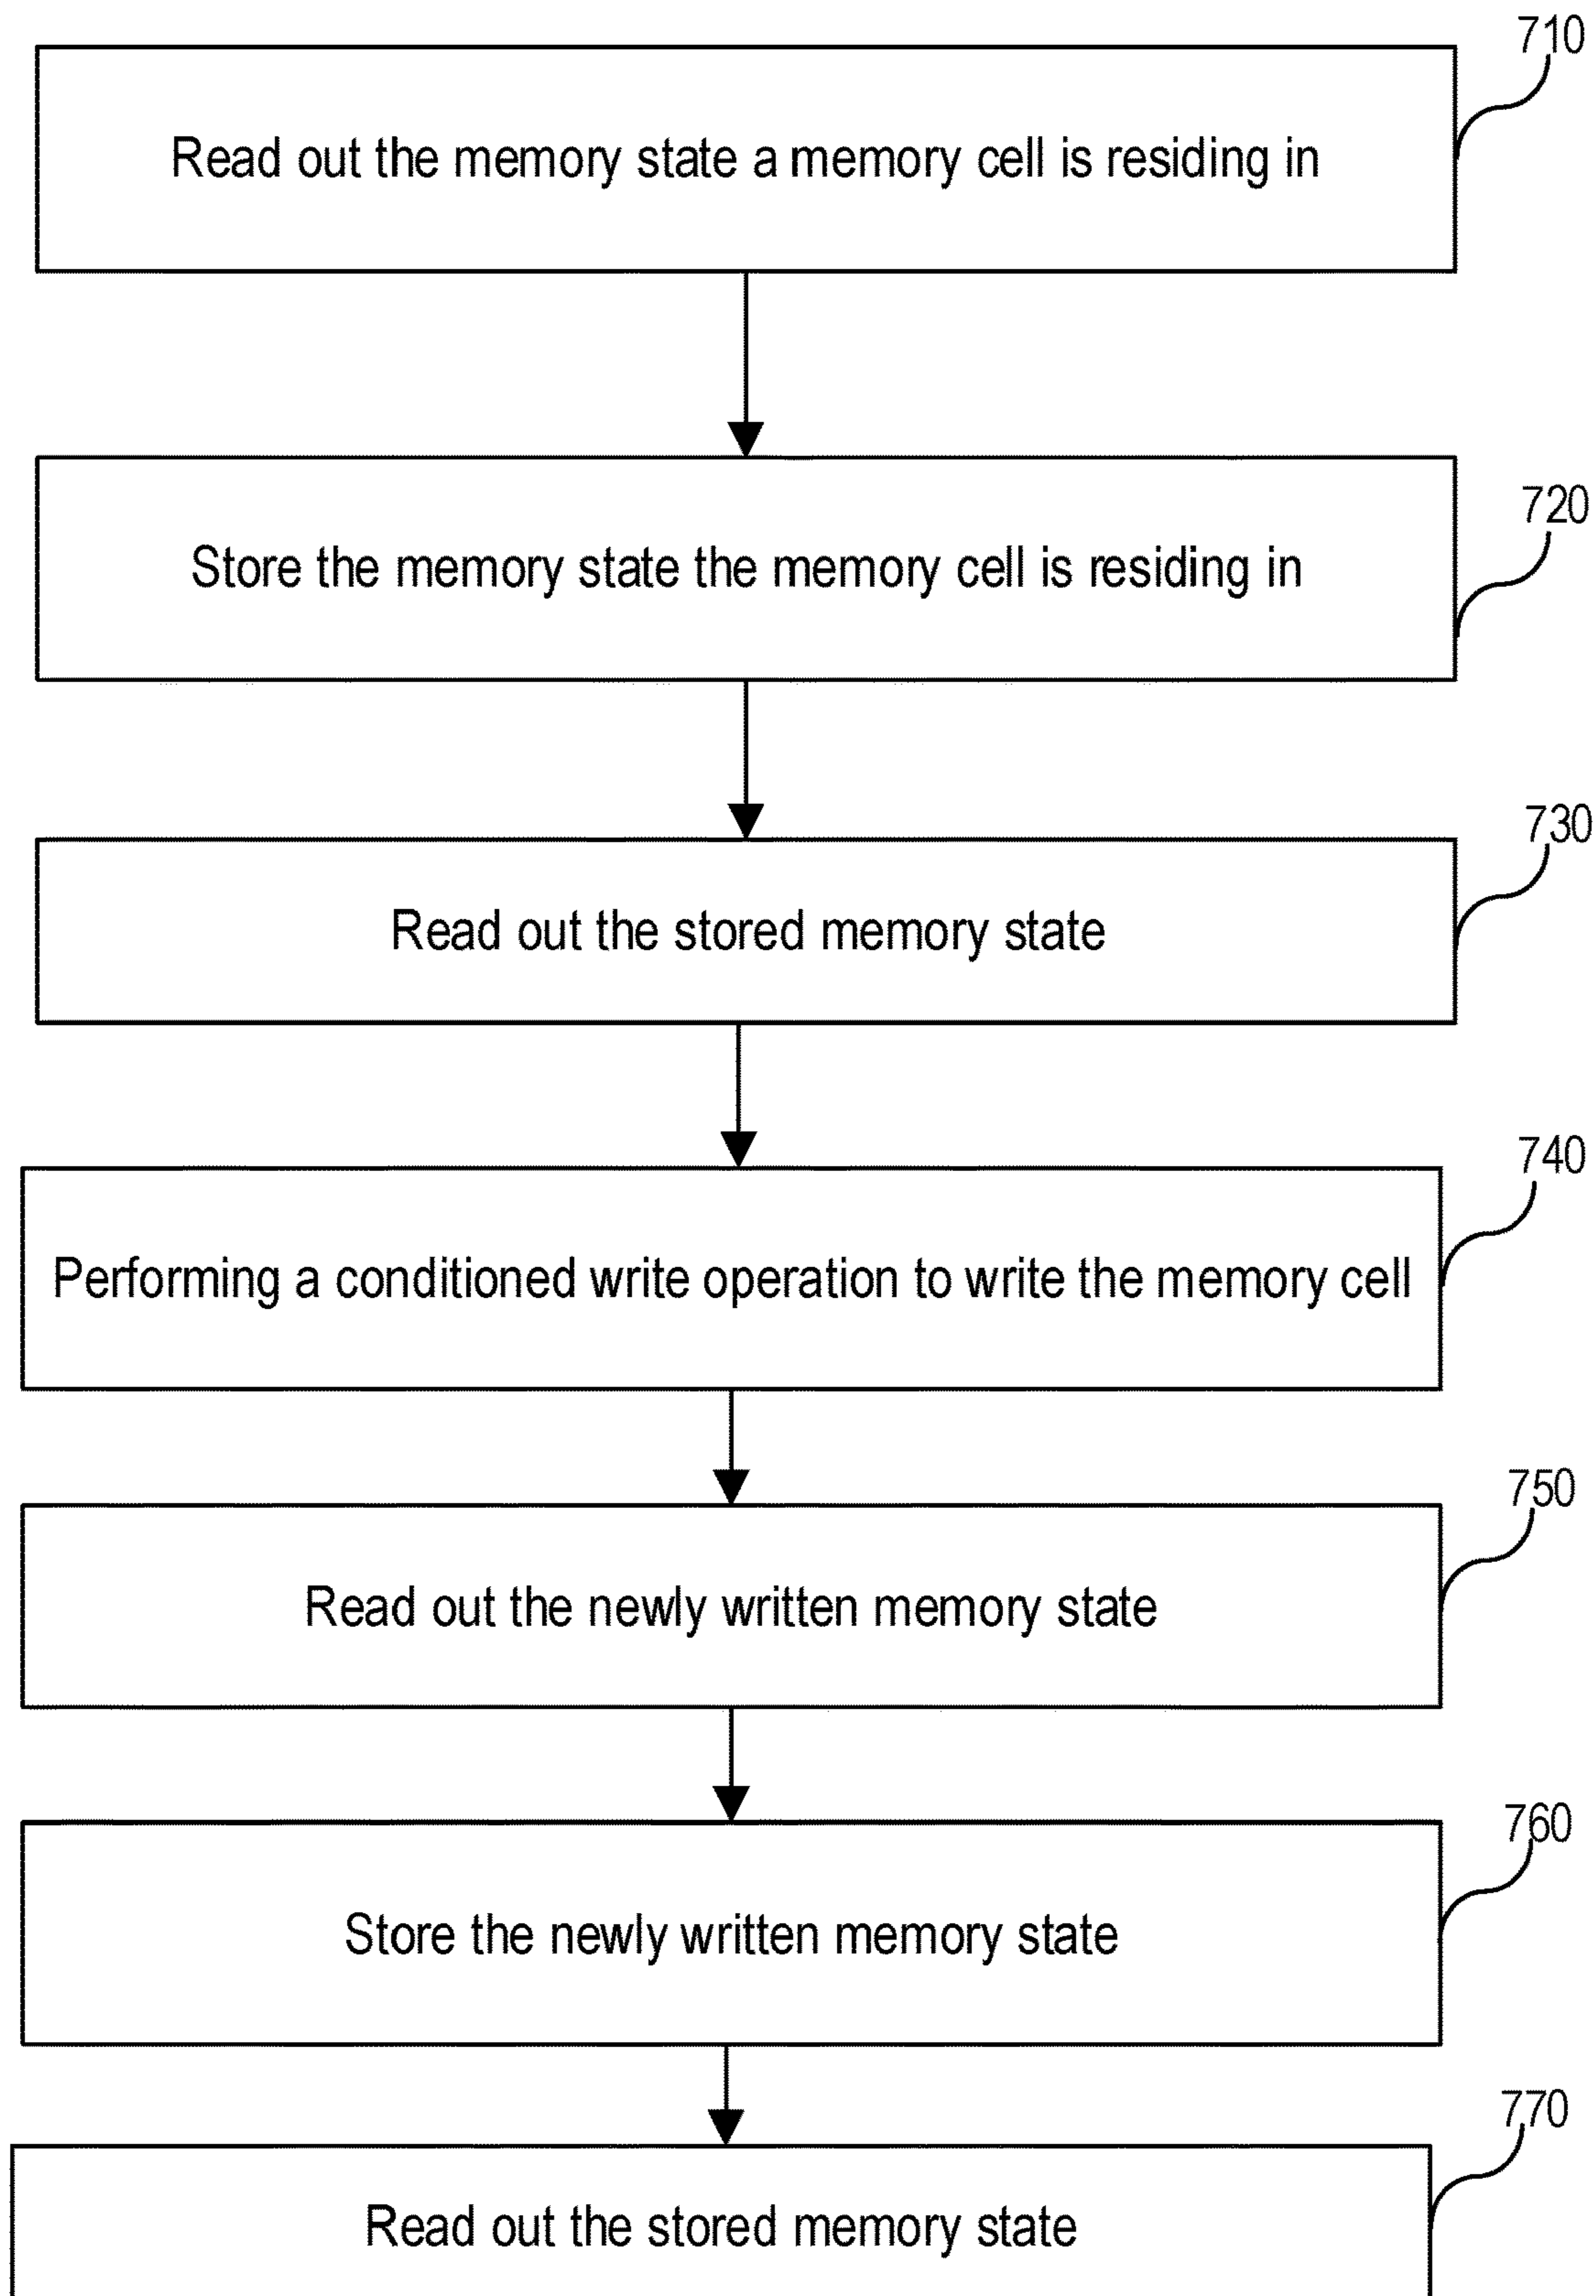 710
Read out the memory state a memory cell is residing in
720
Store the memory state the memory cell is residing in
730
Read out the stored memory state
740
Performing a conditioned write operation to write the memory cell
750
Read out the newly written memory state
760
Store the newly written memory state
770
Read out the stored memory state